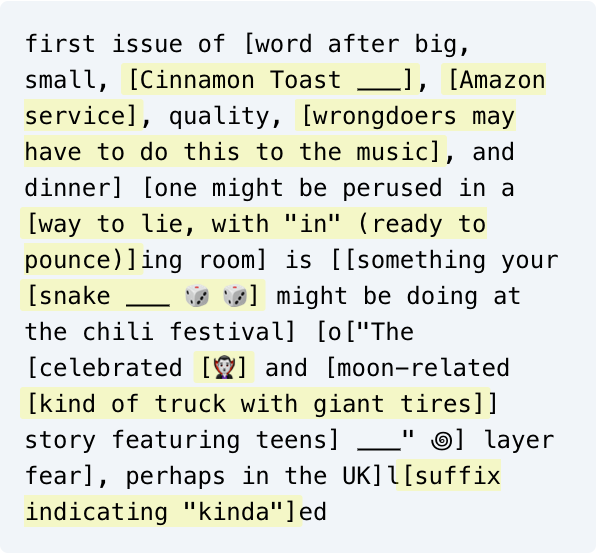 first issue of [word after big,
small, [Cinnamon Toast ___], [Amazon
service], quality, [wrongdoers may
have to do this to the music], and
dinner] [one might be perused in a
[way to lie, with "in" (ready to
pounce)]ing room] is [[something your
[snake ___ 🎲 🎲] might be doing at
the chili festival] [o["The
[celebrated [🧛] and [moon-related
[kind of truck with giant tires]]
story featuring teens] ___" 🍥] layer
fear], perhaps in the UK]l[suffix
indicating "kinda"]ed